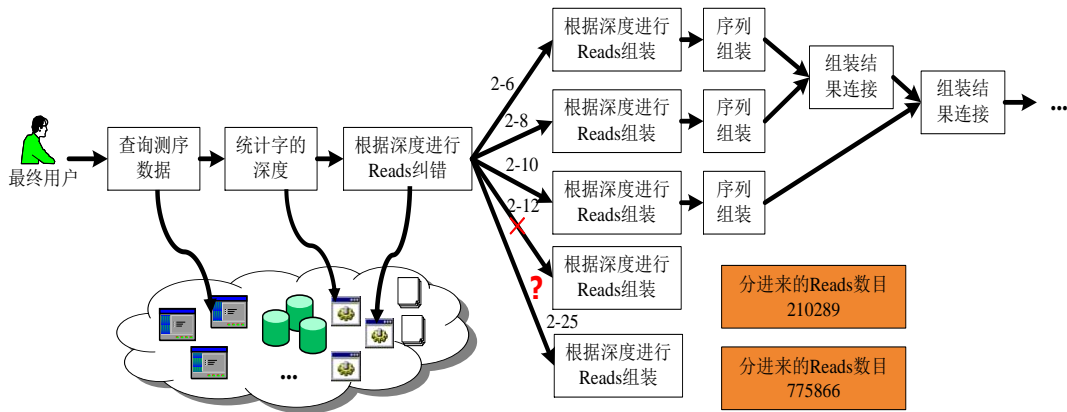 最终用户
查询测序
数据
统计字的
深度
根据深度进行
Reads纠错
2-6
2-8
2-10
2-12
?
2-25
根据深度进行
Reads组装
序列
组装
根据深度进行
Reads组装
序列
组装
根据深度进行
Reads组装
序列
组装
根据深度进行
Reads组装
根据深度进行
Reads组装
组装结
果连接
组装结
果连接
...
...
分进来的Reads数目
210289
分进来的Reads数目
775866